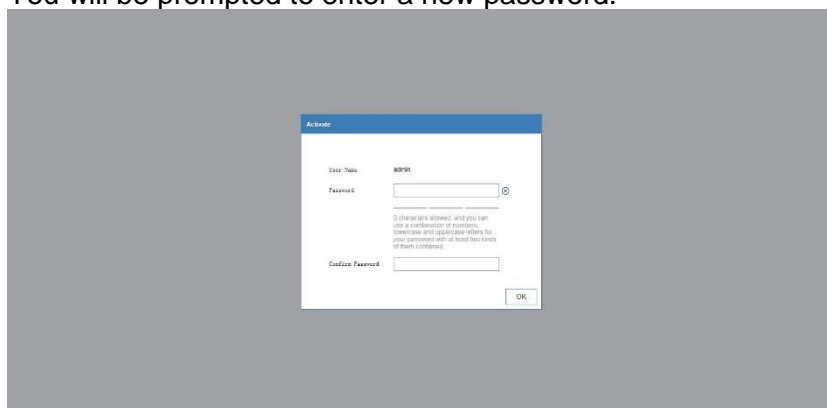 You will be prompted to enter a new password.
Activate
User Name admin
Password
0 characters allowed, and you can
use a combination of numbers,
lowercase and uppercase letters for
your password with at least two kinds
of them contained.
Confirm Password
OK